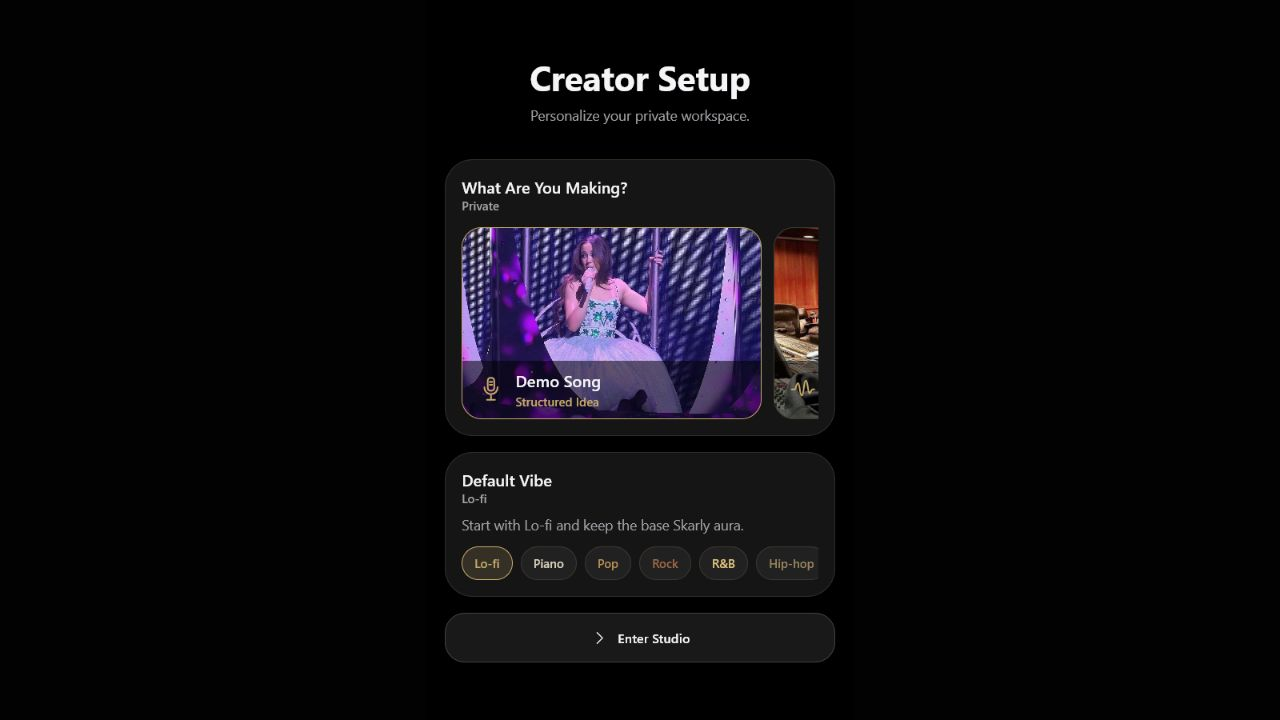 Creator Setup
Personalize your private workspace.
What Are You Making?
Private
Demo Song
Structured Idea
Default Vibe
Lo-fi
Start with Lo-fi and keep the base Skarly aura.
Lo-fi Piano Pop Rock R&B Hip-hop
Enter Studio